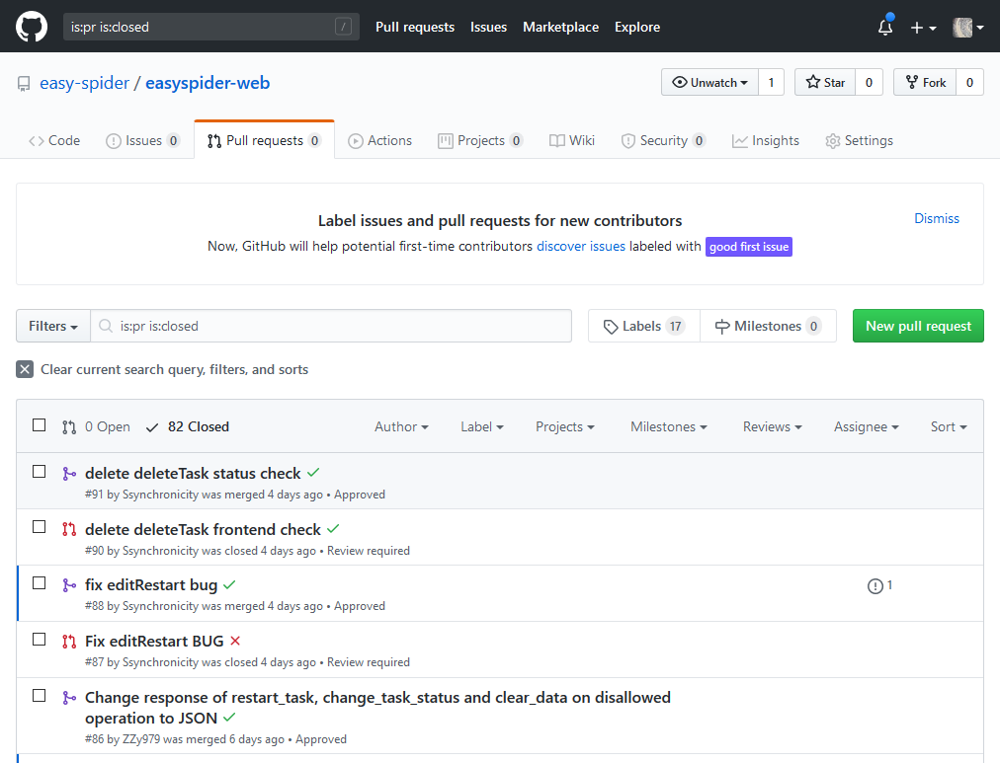 is:pr is:closed /
Pull requests Issues Marketplace Explore
easy-spider / easyspider-web
Unwatch 1 Star 0 Fork 0
Code Issues 0 Pull requests 0 Actions Projects 0 Wiki Security 0 Insights Settings
Label issues and pull requests for new contributors
Dismiss
Now, GitHub will help potential first-time contributors discover issues labeled with good first issue
Filters is:pr is:closed Labels 17 Milestones 0 New pull request
Clear current search query, filters, and sorts
0 Open 82 Closed Author Label Projects Milestones Reviews Assignee Sort
delete deleteTask status check
#91 by Ssynchronicity was merged 4 days ago • Approved
delete deleteTask frontend check
#90 by Ssynchronicity was closed 4 days ago • Review required
fix editRestart bug 1
#88 by Ssynchronicity was merged 4 days ago • Approved
Fix editRestart BUG
#87 by Ssynchronicity was closed 4 days ago • Review required
Change response of restart_task, change_task_status and clear_data on disallowed
operation to JSON
#86 by ZZy979 was merged 6 days ago • Approved